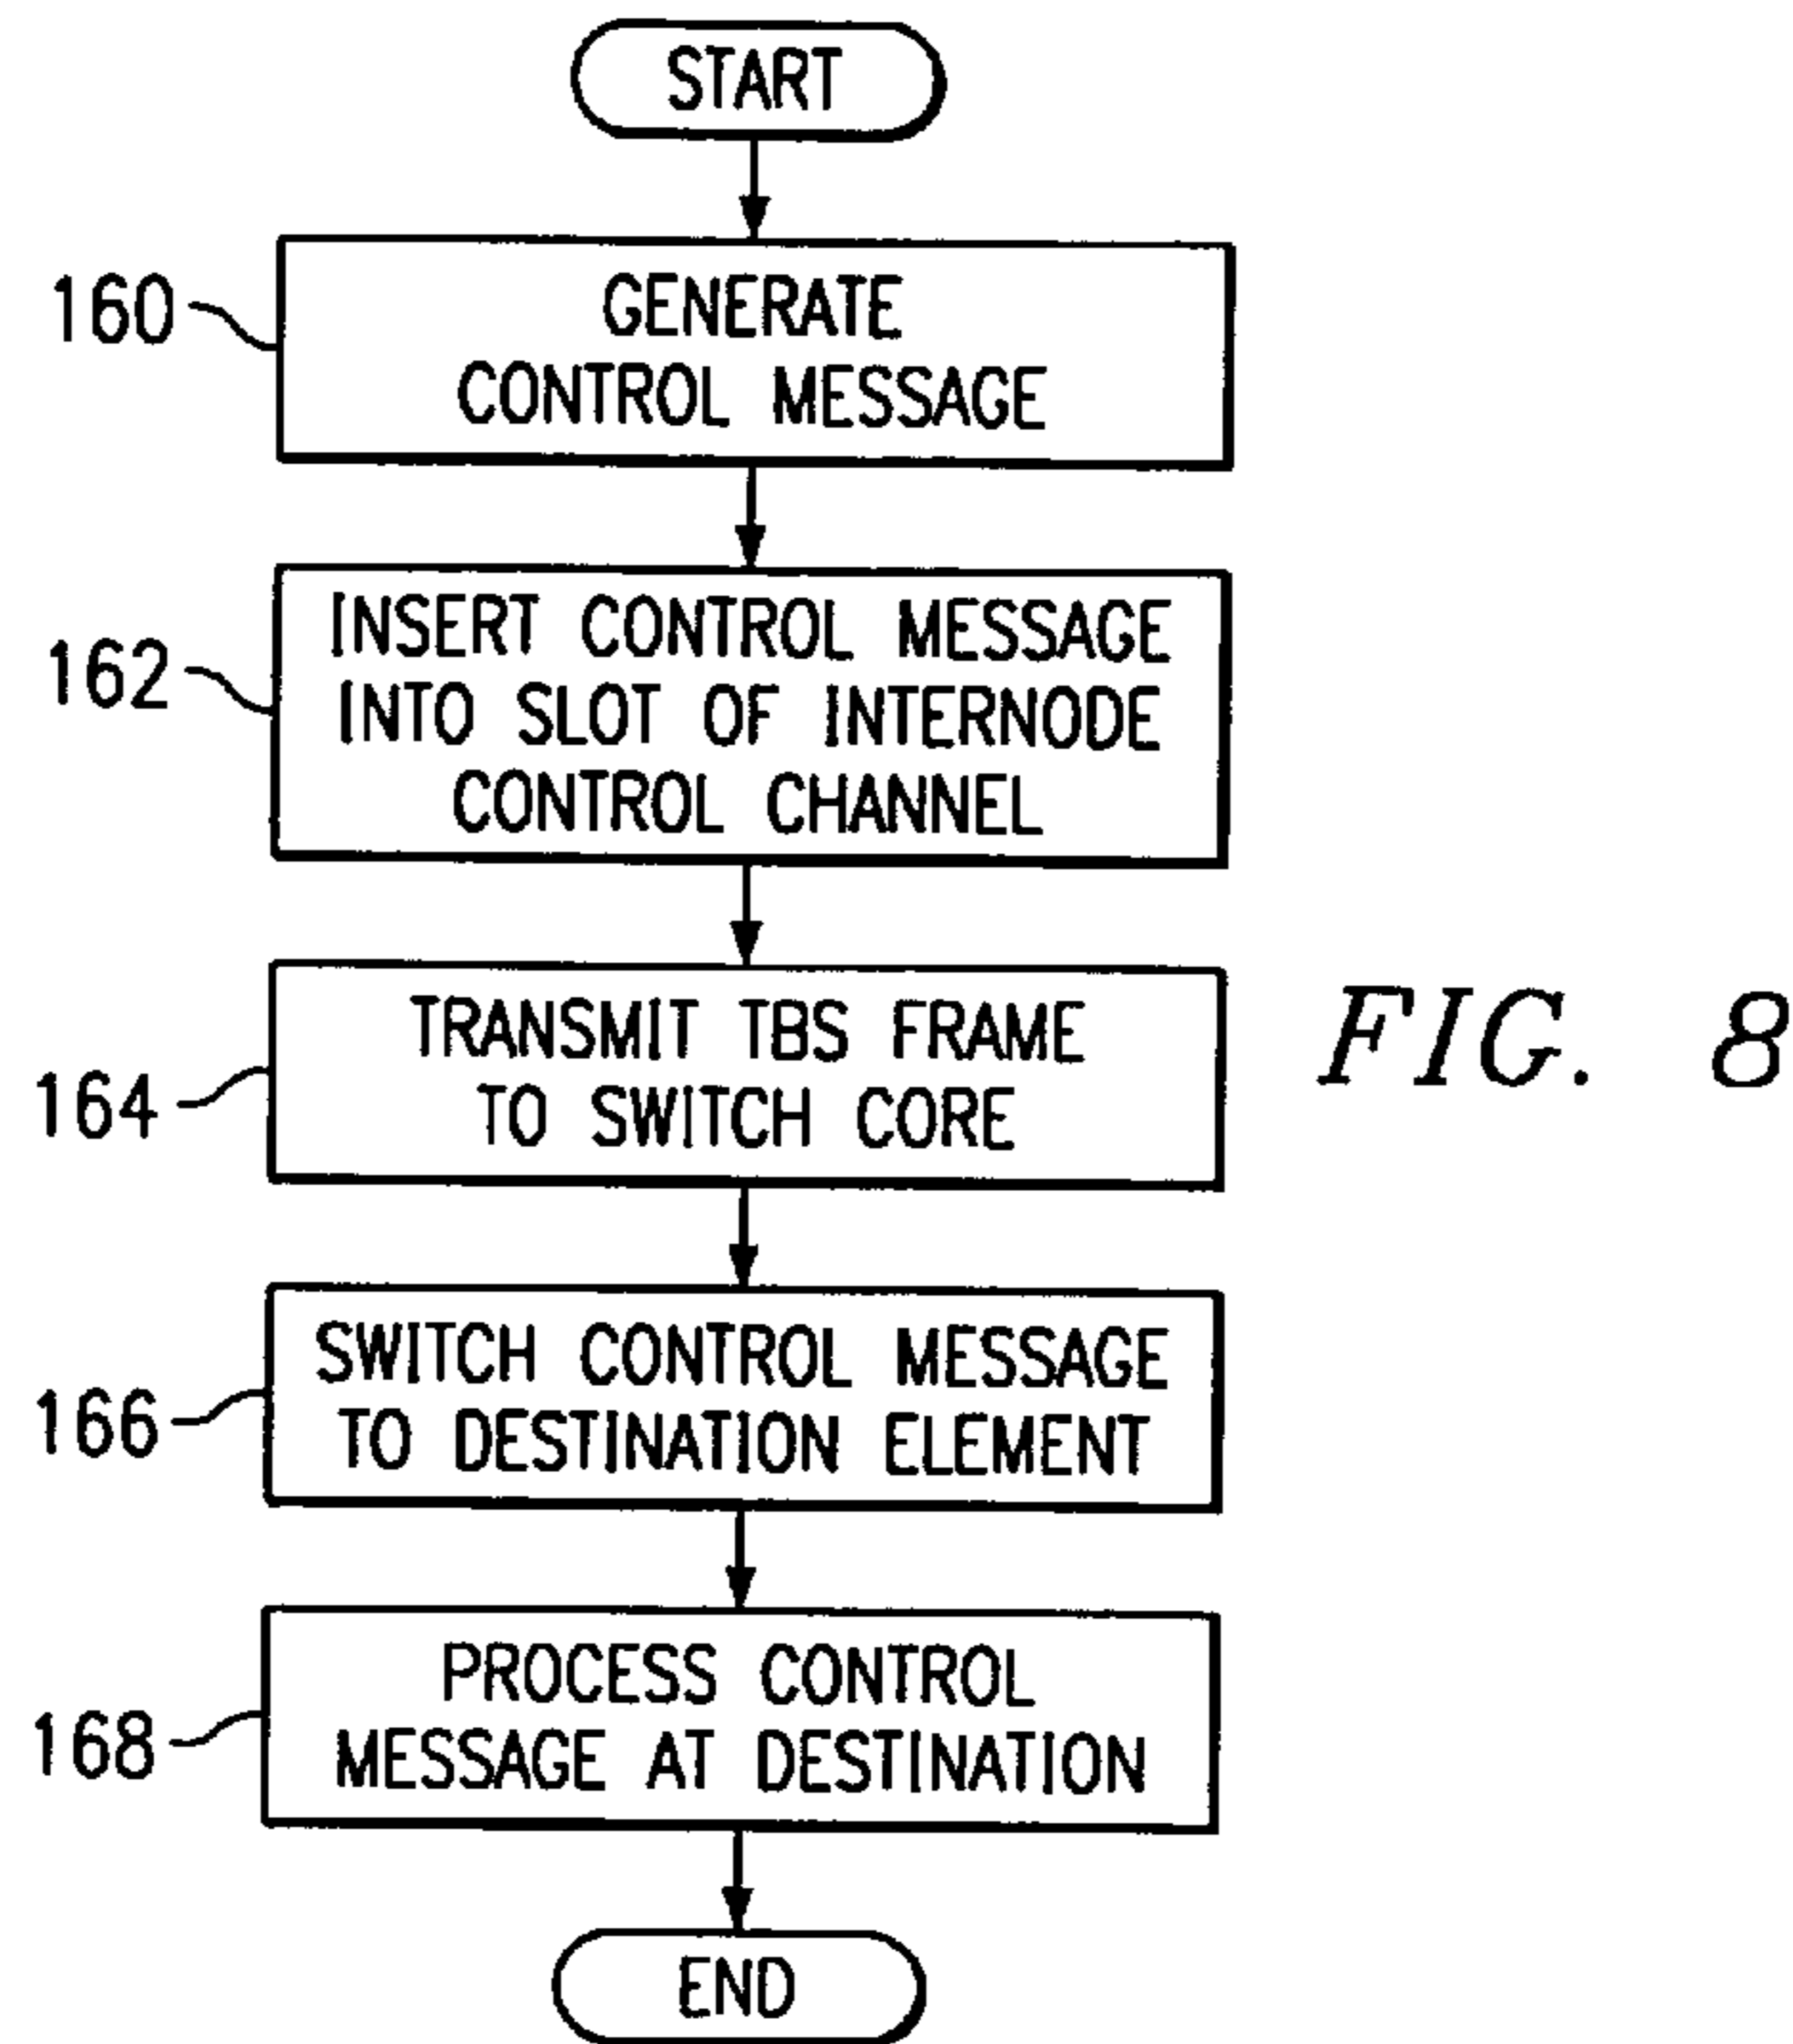 START
160
GENERATE
CONTROL MESSAGE
162
INSERT CONTROL MESSAGE
INTO SLOT OF INTERNODE
CONTROL CHANNEL
164
TRANSMIT TBS FRAME
TO SWITCH CORE
FIG. 8
166
SWITCH CONTROL MESSAGE
TO DESTINATION ELEMENT
168
PROCESS CONTROL
MESSAGE AT DESTINATION
END